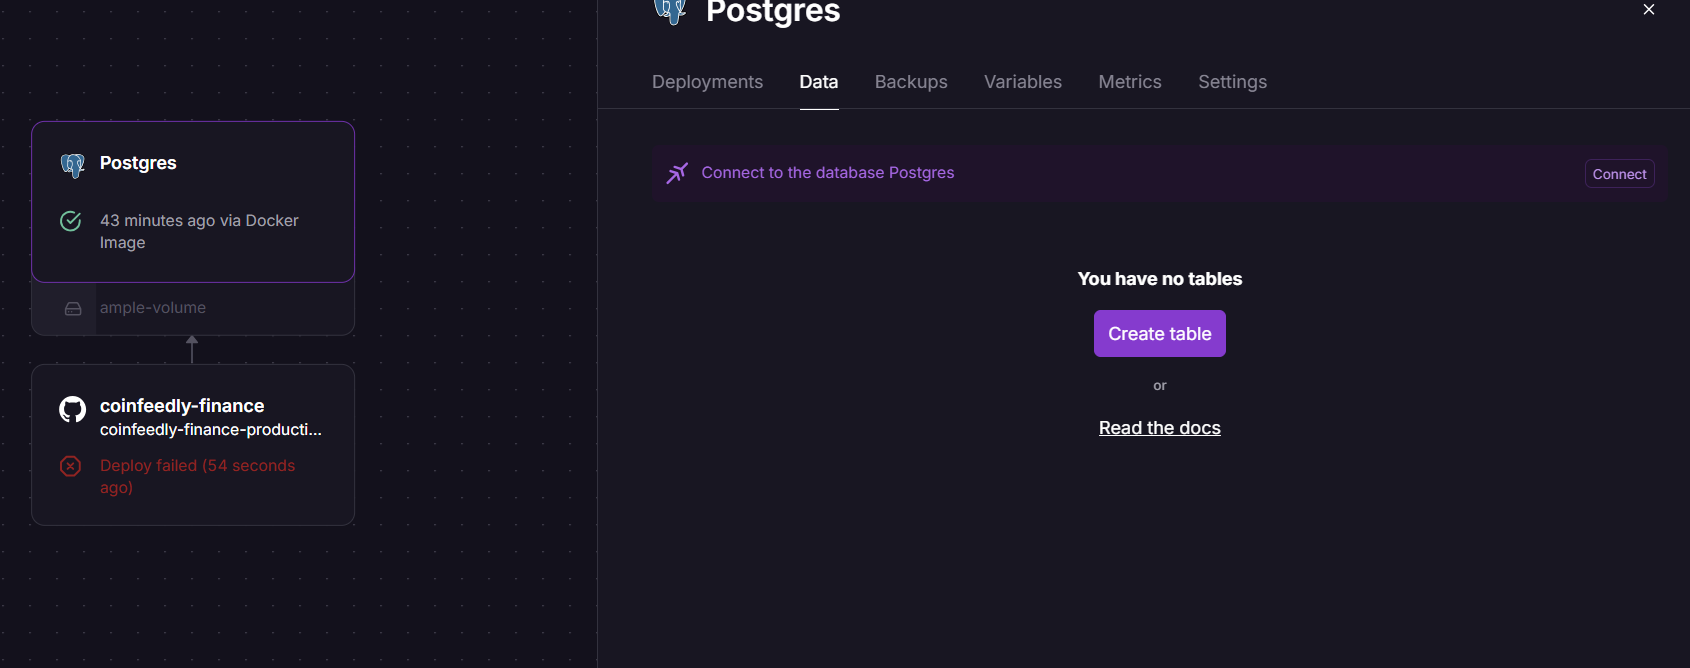 Postgres
43 minutes ago via Docker
Image
ample-volume
coinfeedly-finance
coinfeedly-finance-producti...
Deploy failed (54 seconds
ago)
Postgres
Deployments
Data
Backups
Variables
Metrics
Settings
Connect to the database Postgres
Connect
You have no tables
Create table
or
Read the docs